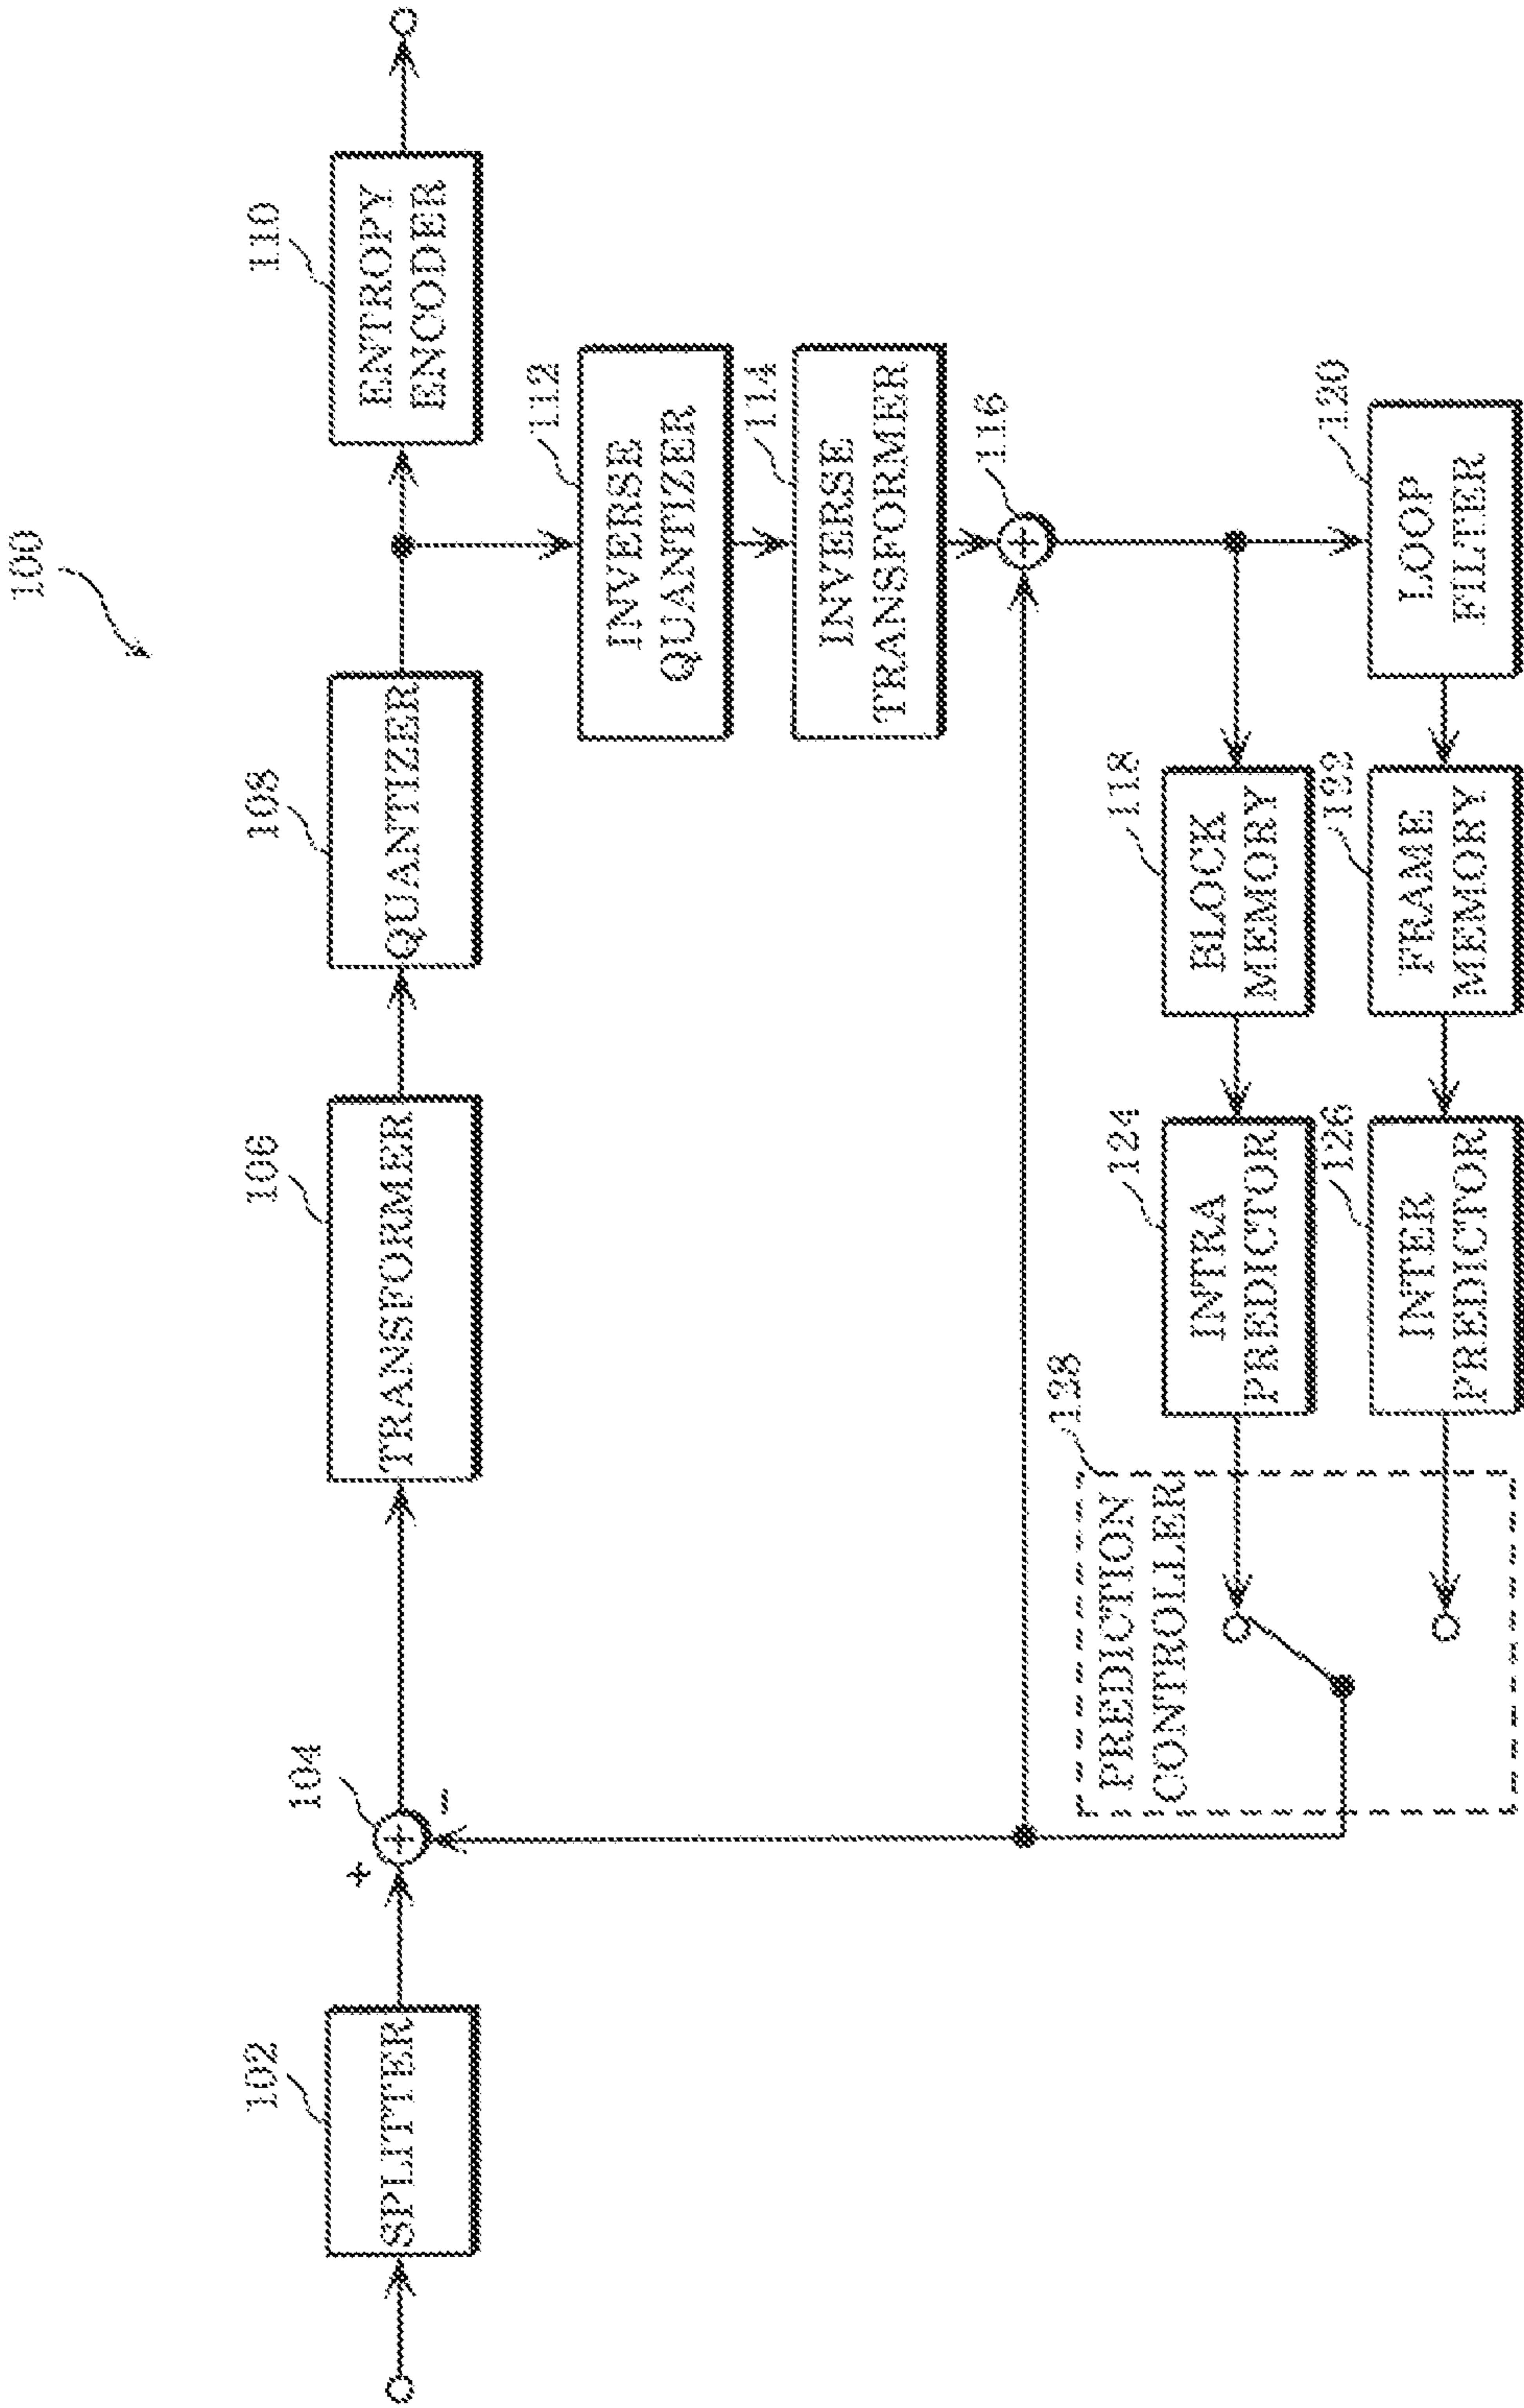 100
102
SPLITTER
104
+
−
106
TRANSFORMER
108
QUANTIZER
110
ENTROPY
ENCODER
112
INVERSE
QUANTIZER
114
INVERSE
TRANSFORMER
116
128
PREDICTION
CONTROLLER
124
INTRA
PREDICTOR
118
BLOCK
MEMORY
126
INTER
PREDICTOR
122
FRAME
MEMORY
120
LOOP
FILTER